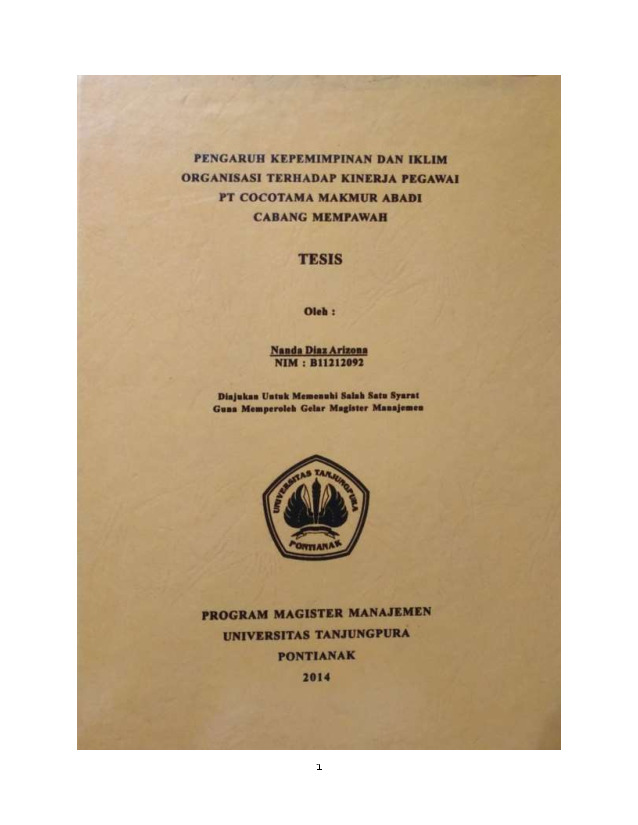 PENGARUH KEPEMIMPINAN DAN IKLIM
ORGANISASI TERHADAP KINERJA PEGAWAI
PT COCOTAMA MAKMUR ABADI
CABANG MEMPAWAH
TESIS
Oleh :
Nanda Diaz Arizona
NIM : B11212092
Diajukan Untuk Memenuhi Salah Satu Syarat
Guna Memperoleh Gelar Magister Manajemen
UNIVERSITAS TANJUNGPURA
PONTIANAK
PROGRAM MAGISTER MANAJEMEN
UNIVERSITAS TANJUNGPURA
PONTIANAK
2014
1